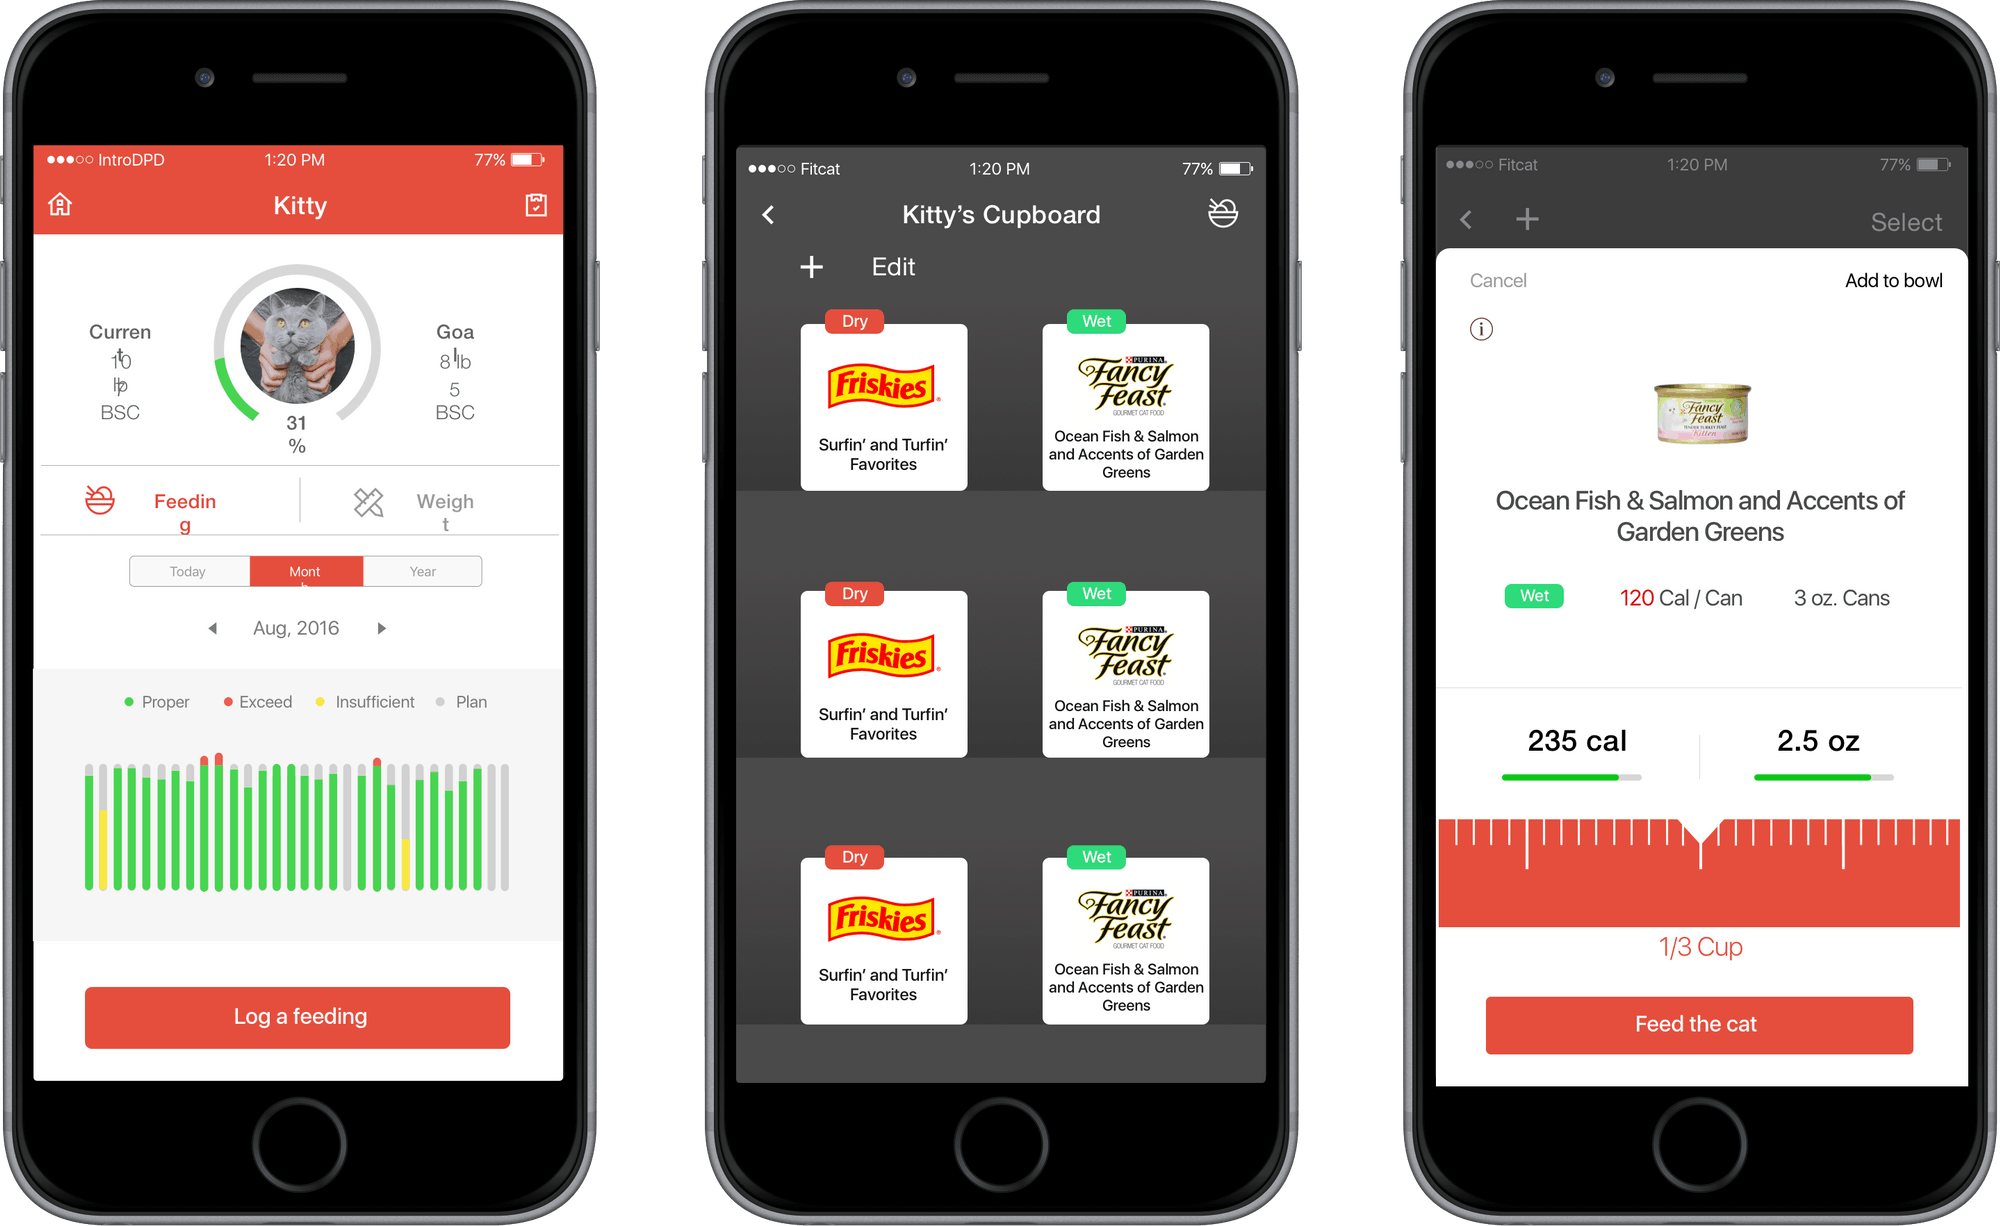 IntroDPD 1:20 PM 77%
Kitty
Curren
t
10
lb
BSC
31
%
Goa
l
8 lb
5
BSC
Feedin
g
Weigh
t
Today
Mont
h
Year
Aug, 2016
Proper Exceed Insufficient Plan
Log a feeding
Fitcat 1:20 PM 77%
Kitty's Cupboard
Edit
Dry
Friskies
Surfin' and Turfin'
Favorites
Wet
PURINA
Fancy
Feast
GOURMET CAT FOOD
Ocean Fish & Salmon
and Accents of Garden
Greens
Dry
Friskies
Surfin' and Turfin'
Favorites
Wet
PURINA
Fancy
Feast
GOURMET CAT FOOD
Ocean Fish & Salmon
and Accents of Garden
Greens
Dry
Friskies
Surfin' and Turfin'
Favorites
Wet
PURINA
Fancy
Feast
GOURMET CAT FOOD
Ocean Fish & Salmon
and Accents of Garden
Greens
Fitcat 1:20 PM 77%
Select
Cancel Add to bowl
Fancy
Feast
TENDER TURKEY FEAST
Kitten
Ocean Fish & Salmon and Accents of
Garden Greens
Wet 120 Cal / Can 3 oz. Cans
235 cal 2.5 oz
1/3 Cup
Feed the cat